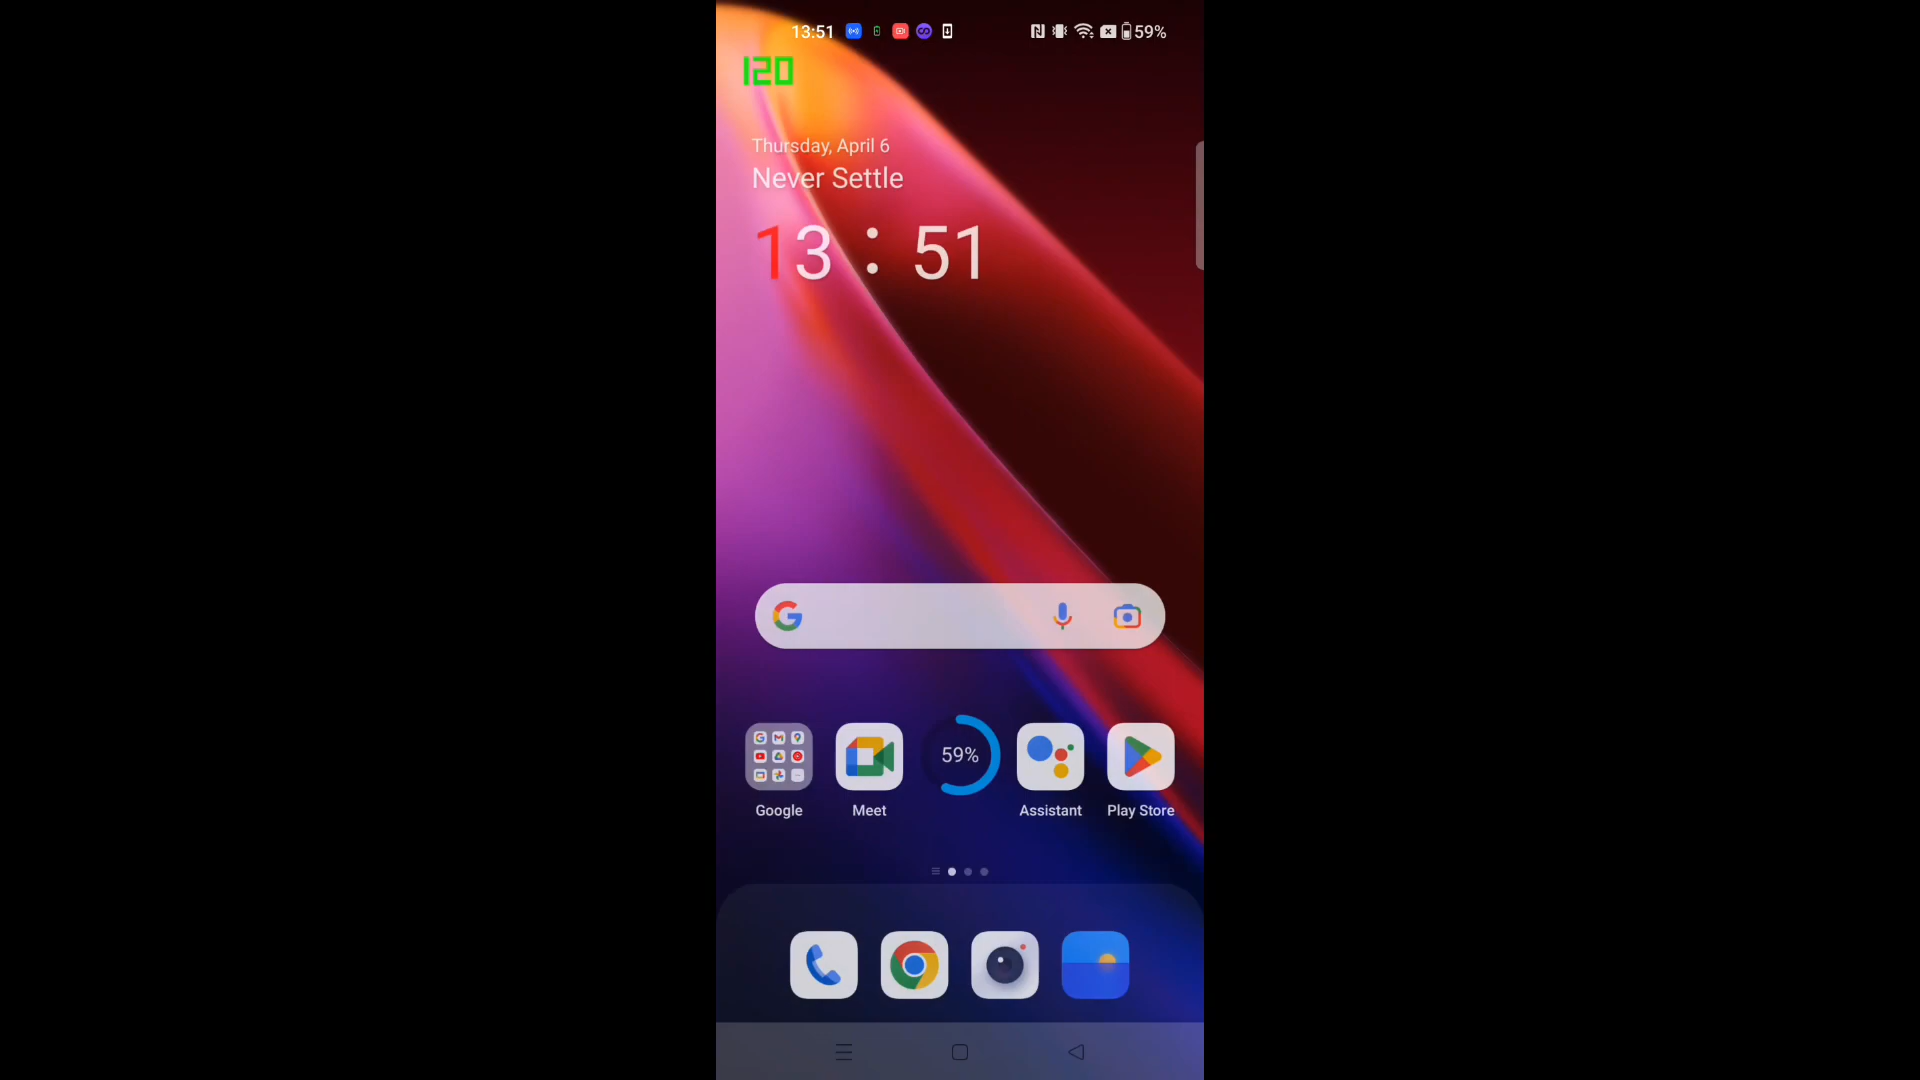 13:51 59%
120
Thursday, April 6
Never Settle
13 : 51
59%
Google Meet Assistant Play Store